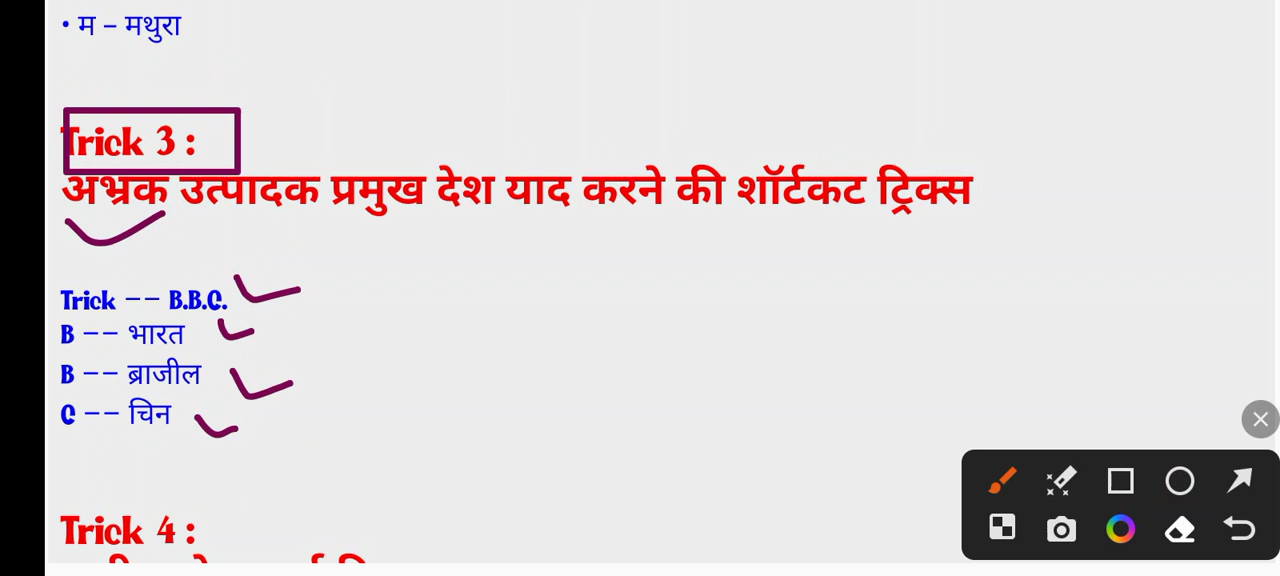 • म – मथुरा
Trick 3 :
अभ्रक उत्पादक प्रमुख देश याद करने की शॉर्टकट ट्रिक्स
Trick -- B.B.C.
B -- भारत
B -- ब्राजील
C -- चिन
Trick 4 :